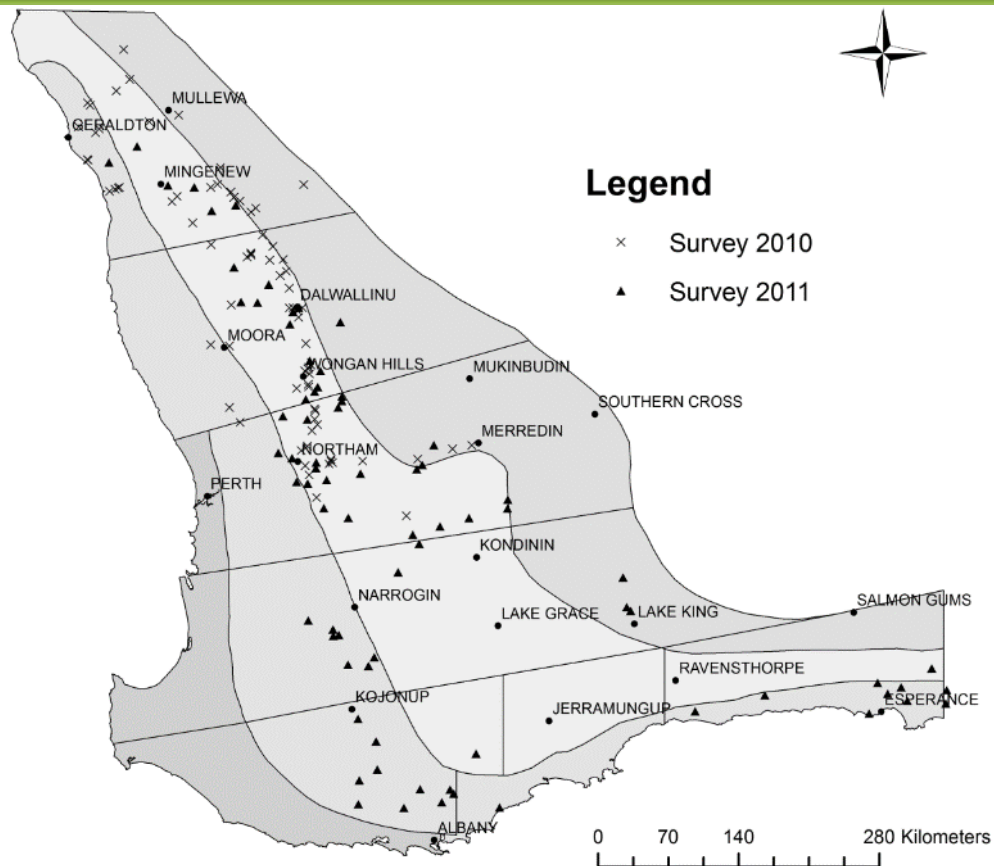 MULLEWA
GERALDTON
MINGENEW
Legend
Survey 2010
Survey 2011
DALWALLINU
MOORA
WONGAN HILLS
MUKINBUDIN
SOUTHERN CROSS
MERREDIN
NORTHAM
PERTH
KONDININ
NARROGIN
LAKE GRACE
LAKE KING
SALMON GUMS
RAVENSTHORPE
KOJONUP
JERRAMUNGUP
ESPERANCE
ALBANY
0 70 140 280 Kilometers